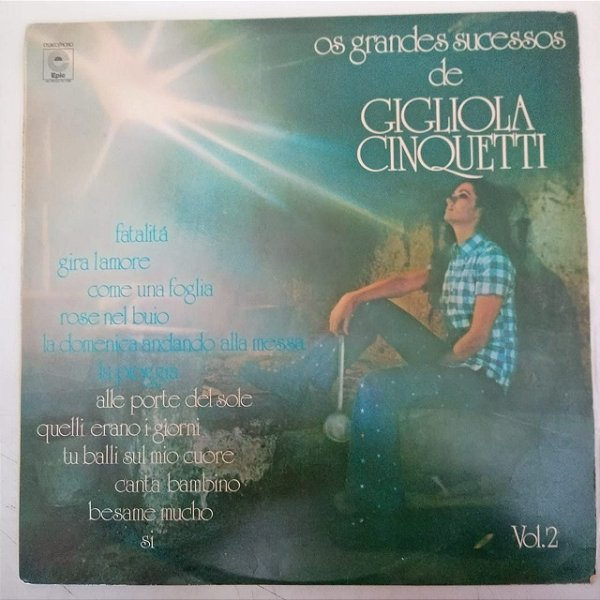 Epic
os grandes sucessos
de
GIGLIOLA
CINQUETTI
fatalitá
gira l'amore
come una foglia
rose nel buio
la domenica andando alla messa
la pioggia
alle porte del sole
quelli erano i giorni
tu balli sul mio cuore
canta bambino
besame mucho
si
Vol.2